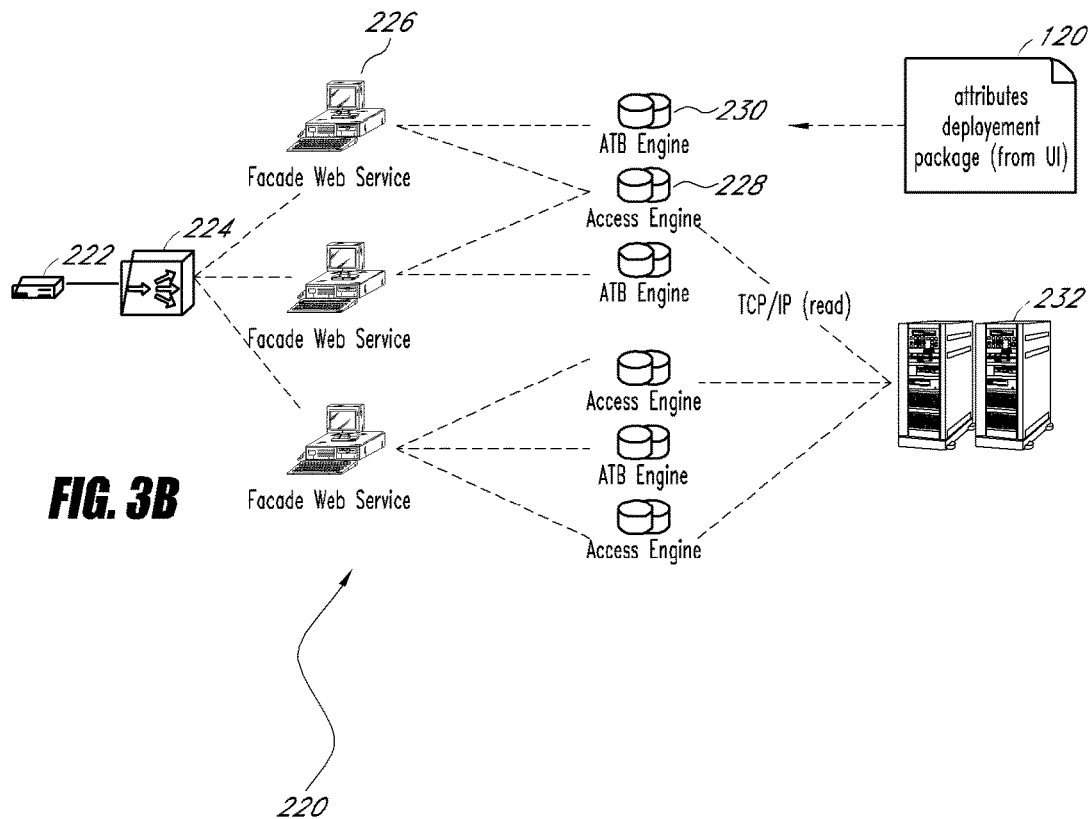 226
120
attributes
deployement
package (from UI)
230
ATB Engine
Facade Web Service
228
Access Engine
224
222
ATB Engine
TCP/IP (read)
232
Facade Web Service
Access Engine
ATB Engine
Facade Web Service
FIG. 3B
Access Engine
220